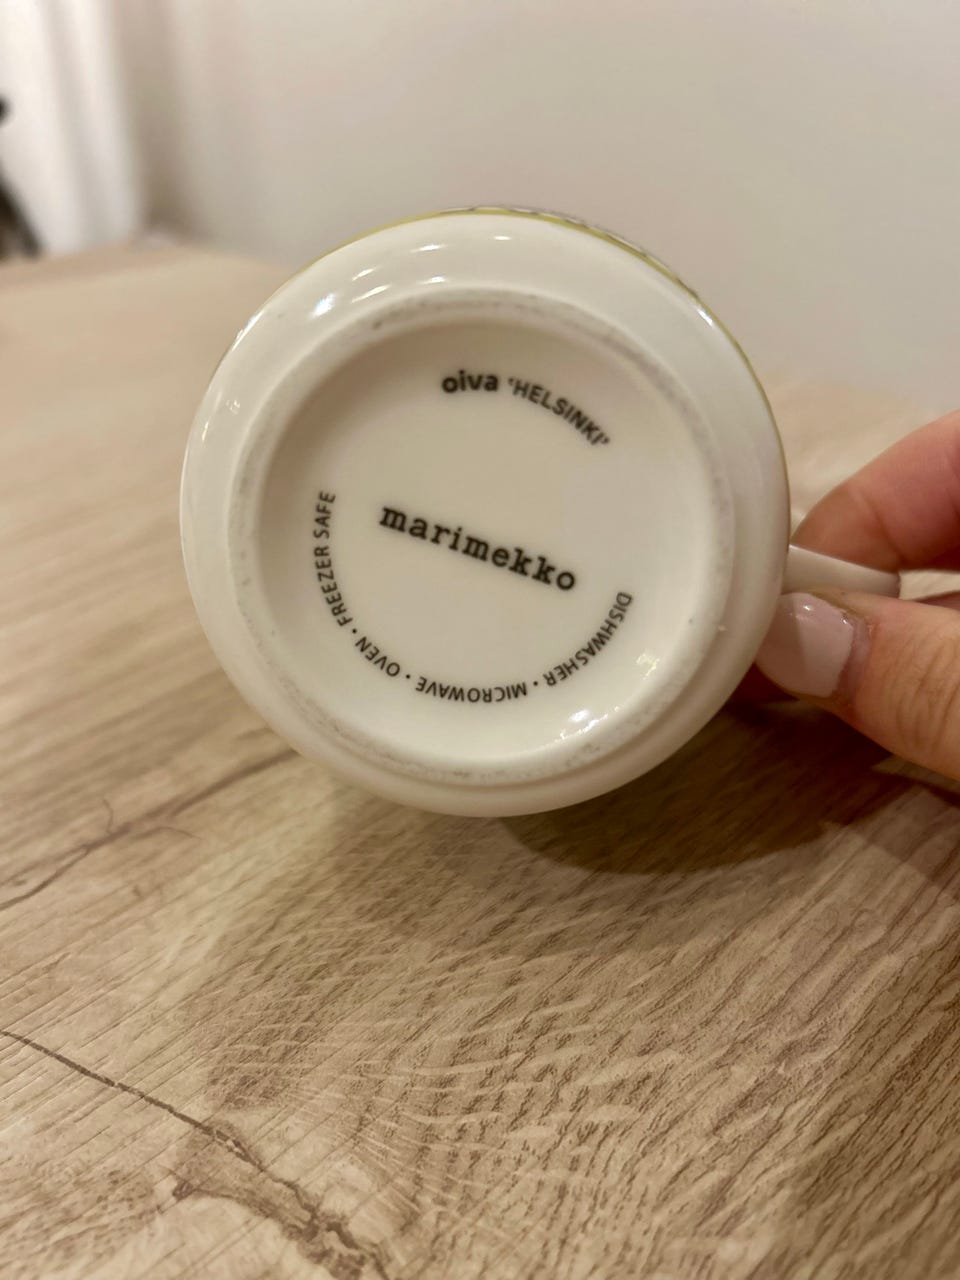 oiva 'HELSINKI'
marimekko
DISHWASHER • MICROWAVE • OVEN • FREEZER SAFE